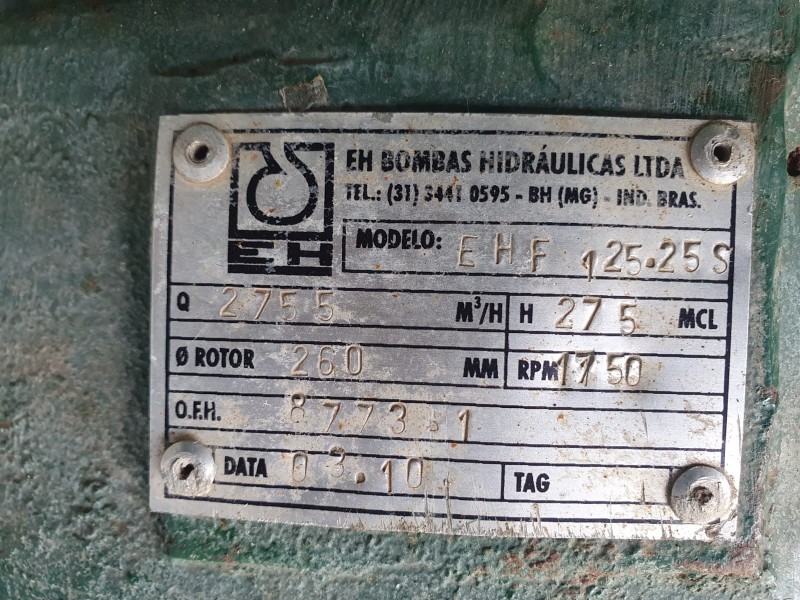 EH BOMBAS HIDRÁULICAS LTDA
TEL.: (31) 3441 0595 - BH (MG) - IND. BRAS.
EH
MODELO: EHF 125.25S
Q 2755 M³/H H 275 MCL
Ø ROTOR 260 MM RPM 1750
O.F.H. 8773-1
DATA 03.10 TAG